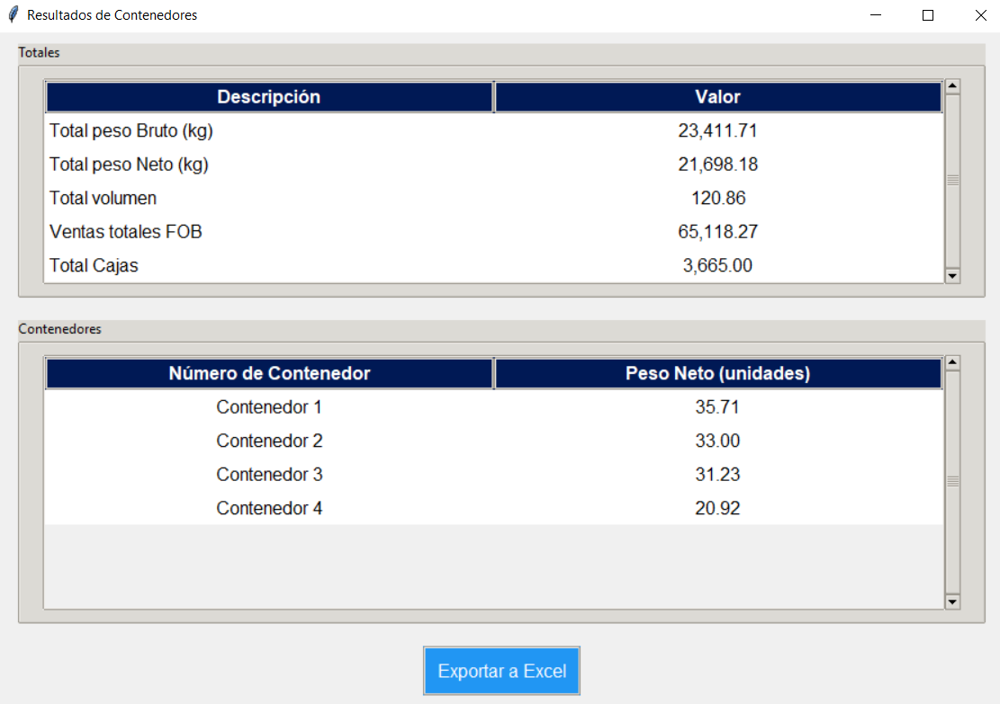 Resultados de Contenedores
Totales
Descripción Valor
Total peso Bruto (kg) 23,411.71
Total peso Neto (kg) 21,698.18
Total volumen 120.86
Ventas totales FOB 65,118.27
Total Cajas 3,665.00
Contenedores
Número de Contenedor Peso Neto (unidades)
Contenedor 1 35.71
Contenedor 2 33.00
Contenedor 3 31.23
Contenedor 4 20.92
Exportar a Excel